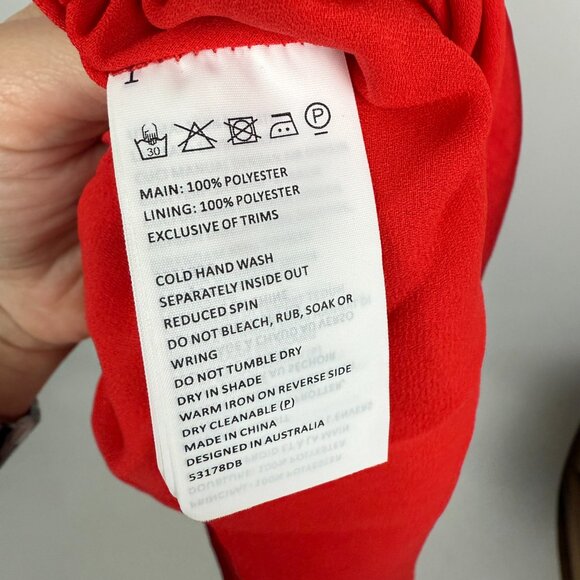 30
P
MAIN: 100% POLYESTER
LINING: 100% POLYESTER
EXCLUSIVE OF TRIMS
COLD HAND WASH
SEPARATELY INSIDE OUT
REDUCED SPIN
DO NOT BLEACH, RUB, SOAK OR
WRING
DO NOT TUMBLE DRY
DRY IN SHADE
WARM IRON ON REVERSE SIDE
DRY CLEANABLE (P)
MADE IN CHINA
DESIGNED IN AUSTRALIA
53178DB